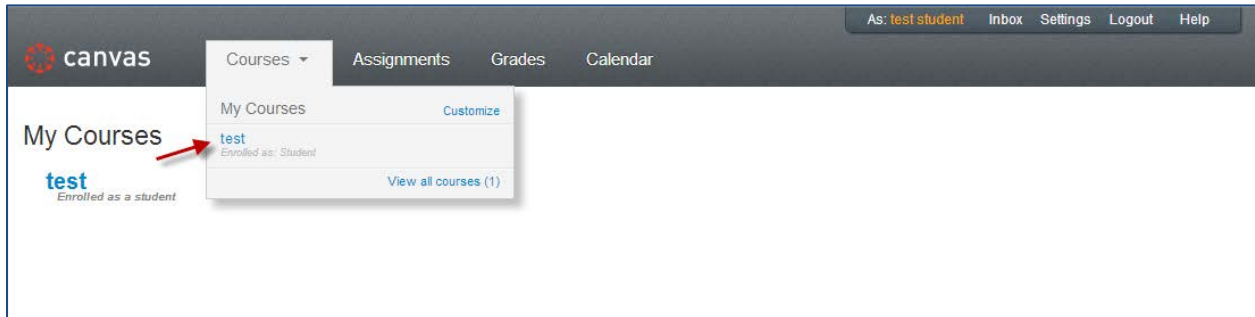 As: test student Inbox Settings Logout Help
canvas Courses Assignments Grades Calendar
My Courses Customize
test
Enrolled as: Student
View all courses (1)
My Courses
test
Enrolled as a student